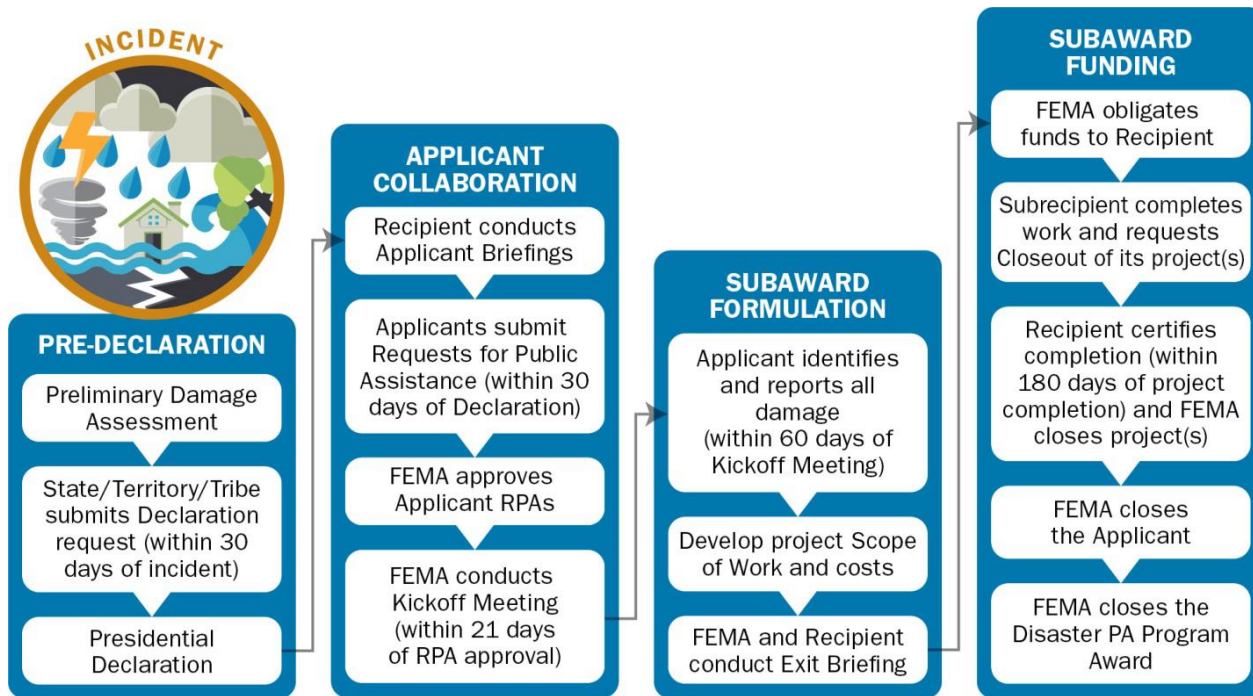 INCIDENT
PRE-DECLARATION
Preliminary Damage
Assessment
State/Territory/Tribe
submits Declaration
request (within 30
days of incident)
Presidential
Declaration
APPLICANT
COLLABORATION
Recipient conducts
Applicant Briefings
Applicants submit
Requests for Public
Assistance (within 30
days of Declaration)
FEMA approves
Applicant RPAs
FEMA conducts
Kickoff Meeting
(within 21 days
of RPA approval)
SUBAWARD
FORMULATION
Applicant identifies
and reports all
damage
(within 60 days of
Kickoff Meeting)
Develop project Scope
of Work and costs
FEMA and Recipient
conduct Exit Briefing
SUBAWARD
FUNDING
FEMA obligates
funds to Recipient
Subrecipient completes
work and requests
Closeout of its project(s)
Recipient certifies
completion (within
180 days of project
completion) and FEMA
closes project(s)
FEMA closes
the Applicant
FEMA closes the
Disaster PA Program
Award